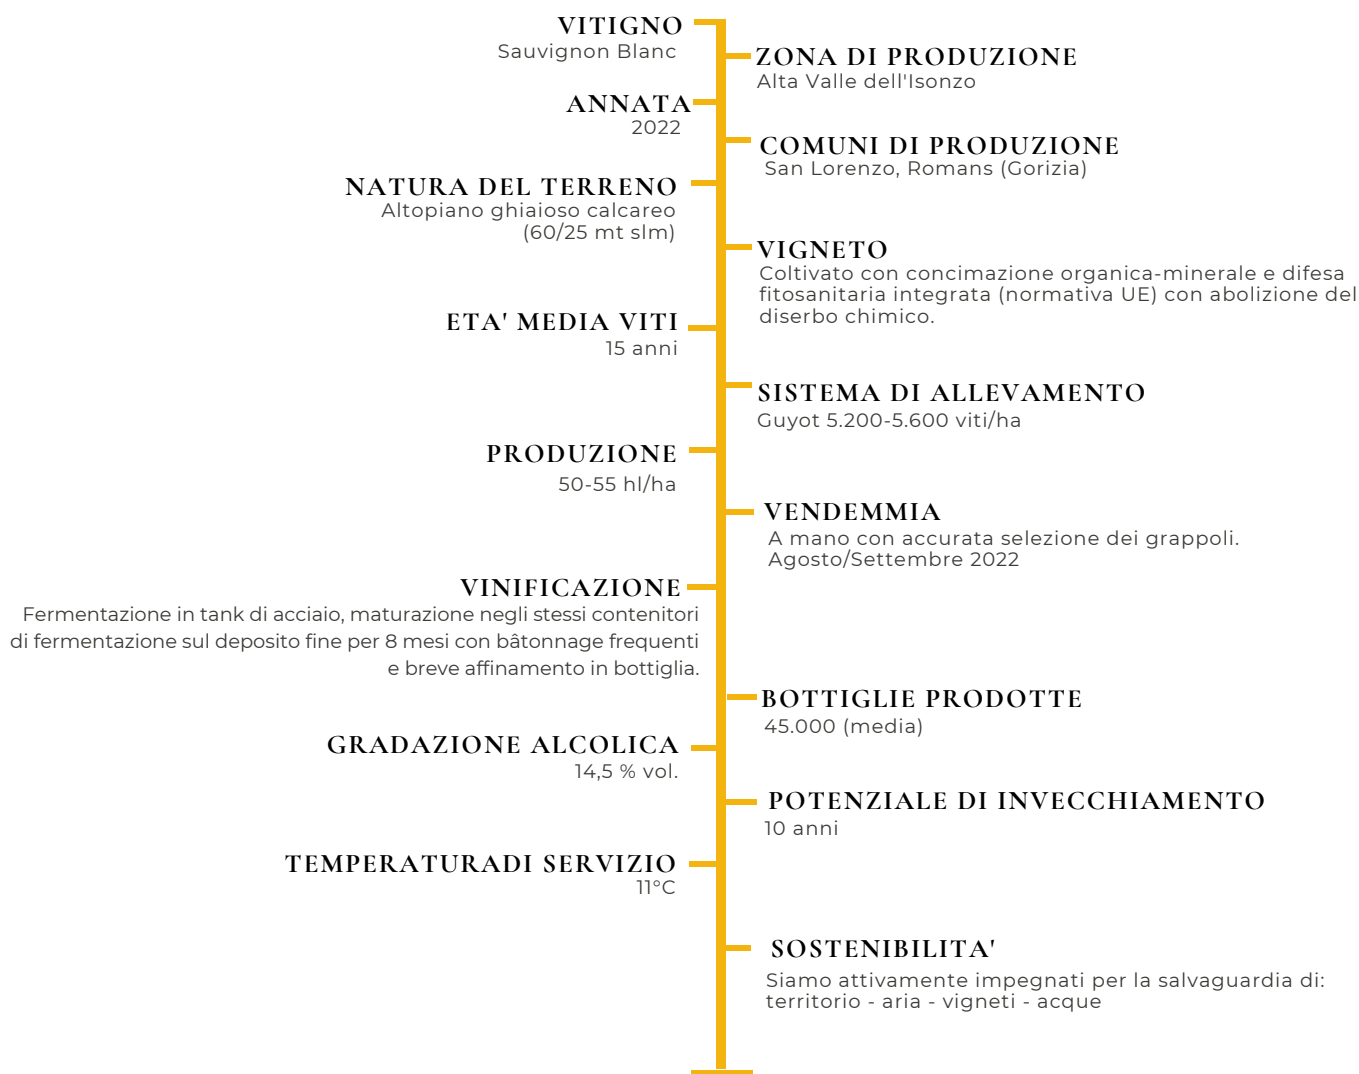 VITIGNO
Sauvignon Blanc
ZONA DI PRODUZIONE
Alta Valle dell'Isonzo
ANNATA
2022
COMUNI DI PRODUZIONE
San Lorenzo, Romans (Gorizia)
NATURA DEL TERRENO
Altopiano ghiaioso calcareo
(60/25 mt slm)
VIGNETO
Coltivato con concimazione organica-minerale e difesa
fitosanitaria integrata (normativa UE) con abolizione del
diserbo chimico.
ETA' MEDIA VITI
15 anni
SISTEMA DI ALLEVAMENTO
Guyot 5.200-5.600 viti/ha
PRODUZIONE
50-55 hl/ha
VENDEMMIA
A mano con accurata selezione dei grappoli.
Agosto/Settembre 2022
VINIFICAZIONE
Fermentazione in tank di acciaio, maturazione negli stessi contenitori
di fermentazione sul deposito fine per 8 mesi con bâtonnage frequenti
e breve affinamento in bottiglia.
BOTTIGLIE PRODOTTE
45.000 (media)
GRADAZIONE ALCOLICA
14,5 % vol.
POTENZIALE DI INVECCHIAMENTO
10 anni
TEMPERATURADI SERVIZIO
11°C
SOSTENIBILITA'
Siamo attivamente impegnati per la salvaguardia di:
territorio - aria - vigneti - acque